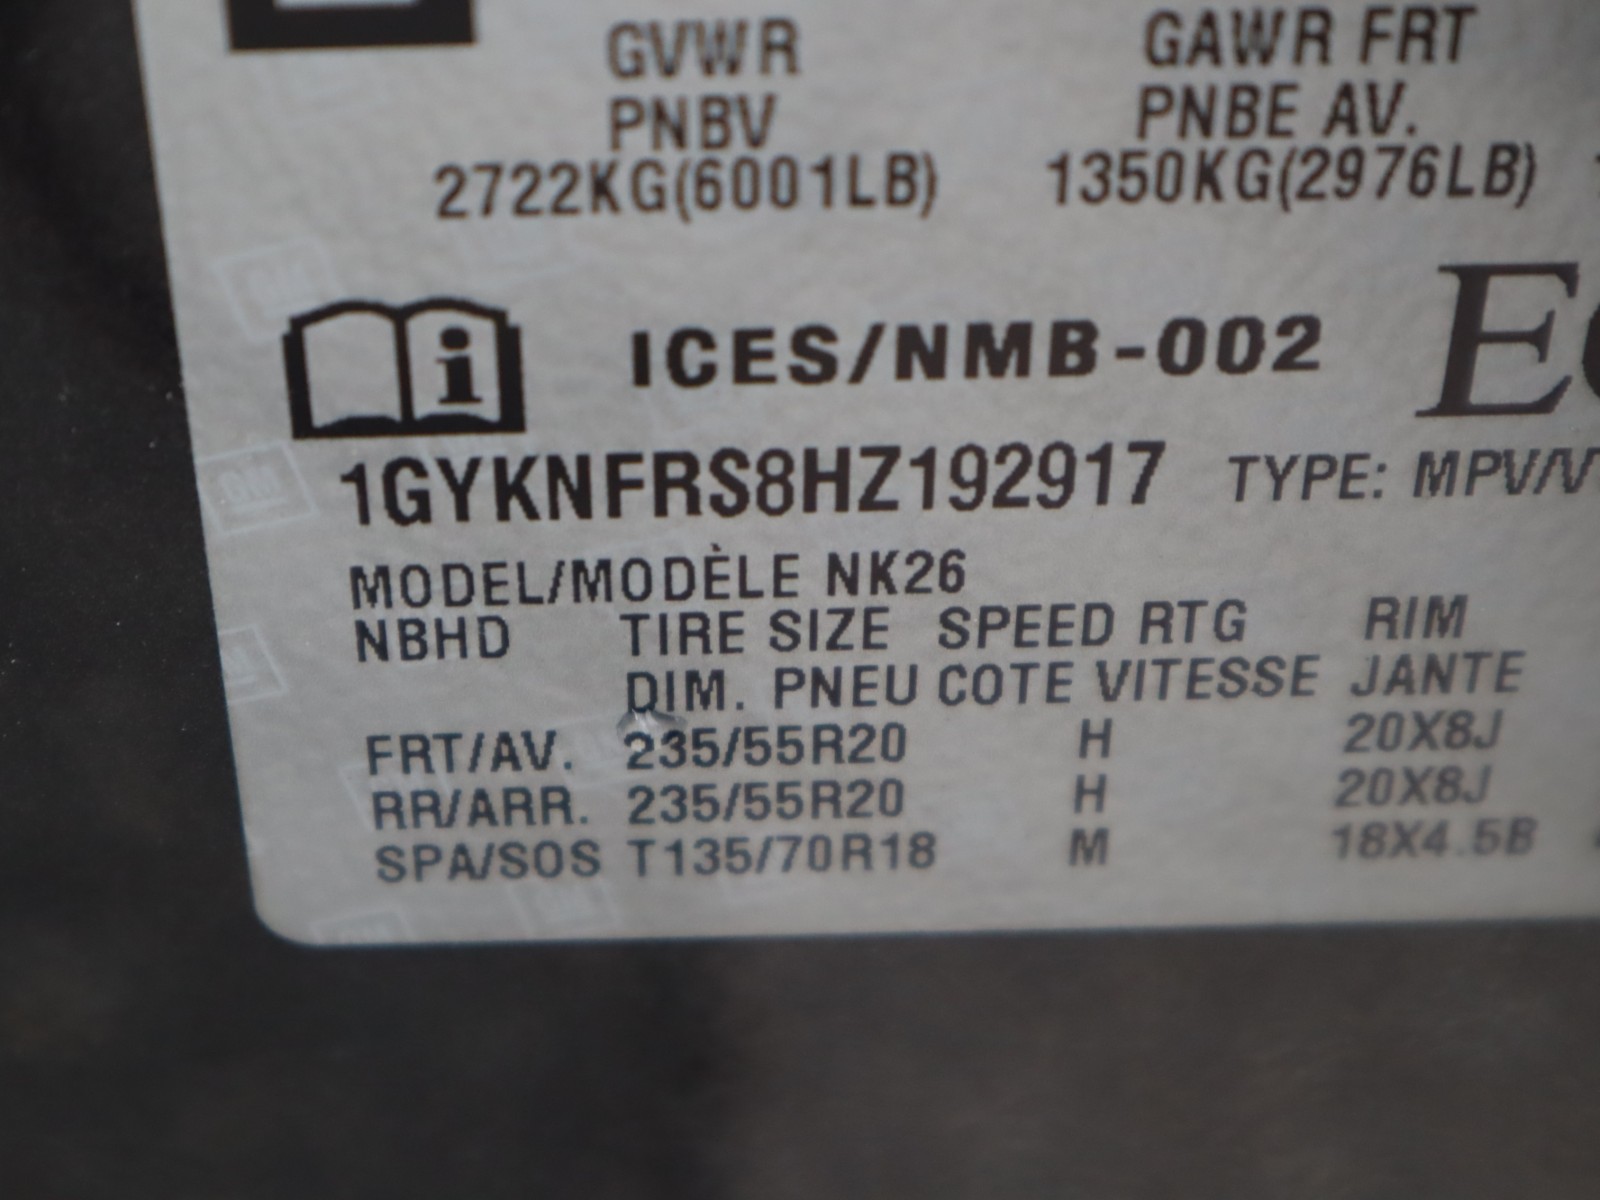 GVWR GAWR FRT
PNBV PNBE AV.
2722KG(6001LB) 1350KG(2976LB)
i ICES/NMB-002
1GYKNFRS8HZ192917 TYPE: MPV/V
MODEL/MODÈLE NK26
NBHD TIRE SIZE SPEED RTG RIM
DIM. PNEU COTE VITESSE JANTE
FRT/AV. 235/55R20 H 20X8J
RR/ARR. 235/55R20 H 20X8J
SPA/SOS T135/70R18 M 18X4.5B